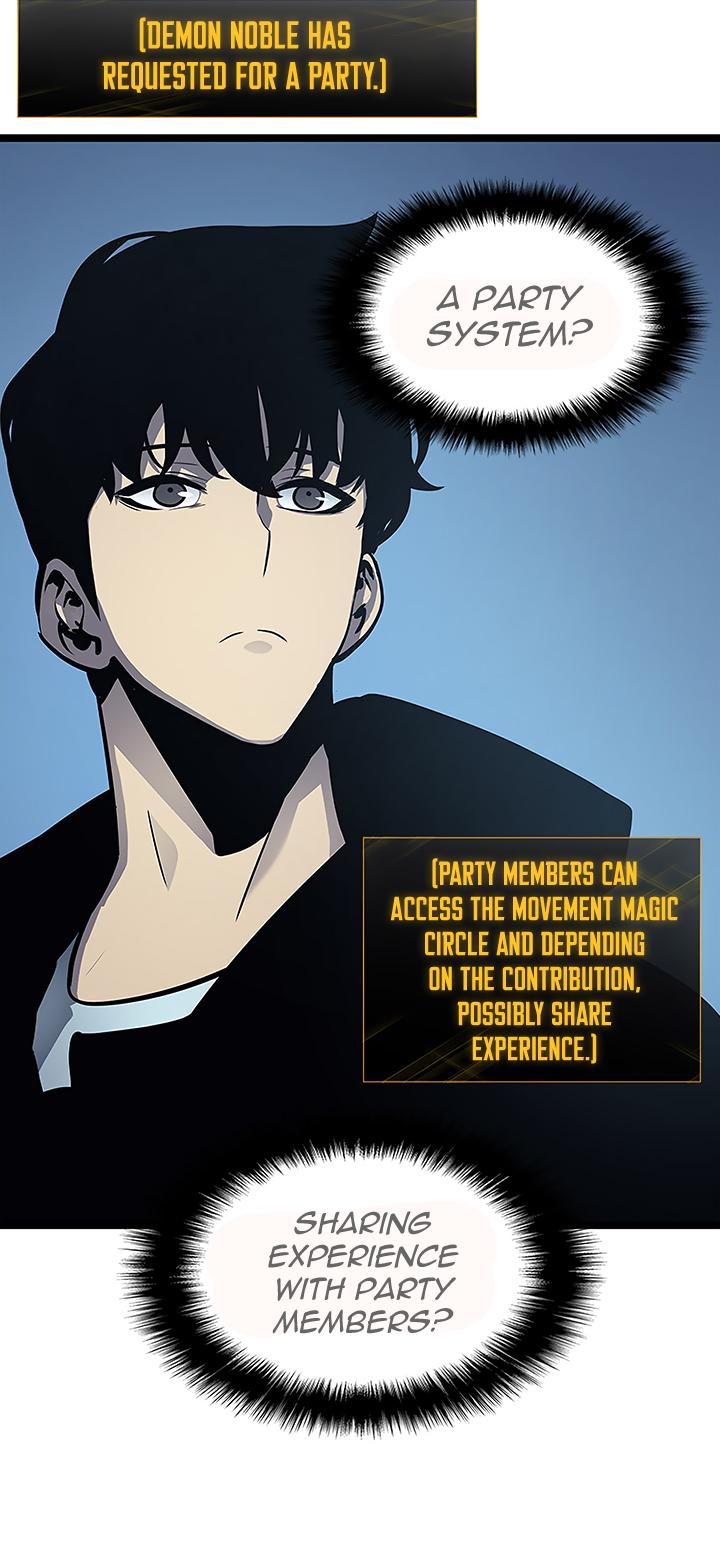 (DEMON NOBLE HAS
REQUESTED FOR A PARTY.)
A PARTY
SYSTEM?
(PARTY MEMBERS CAN
ACCESS THE MOVEMENT MAGIC
CIRCLE AND DEPENDING
ON THE CONTRIBUTION,
POSSIBLY SHARE
EXPERIENCE.)
SHARING
EXPERIENCE
WITH PARTY
MEMBERS?